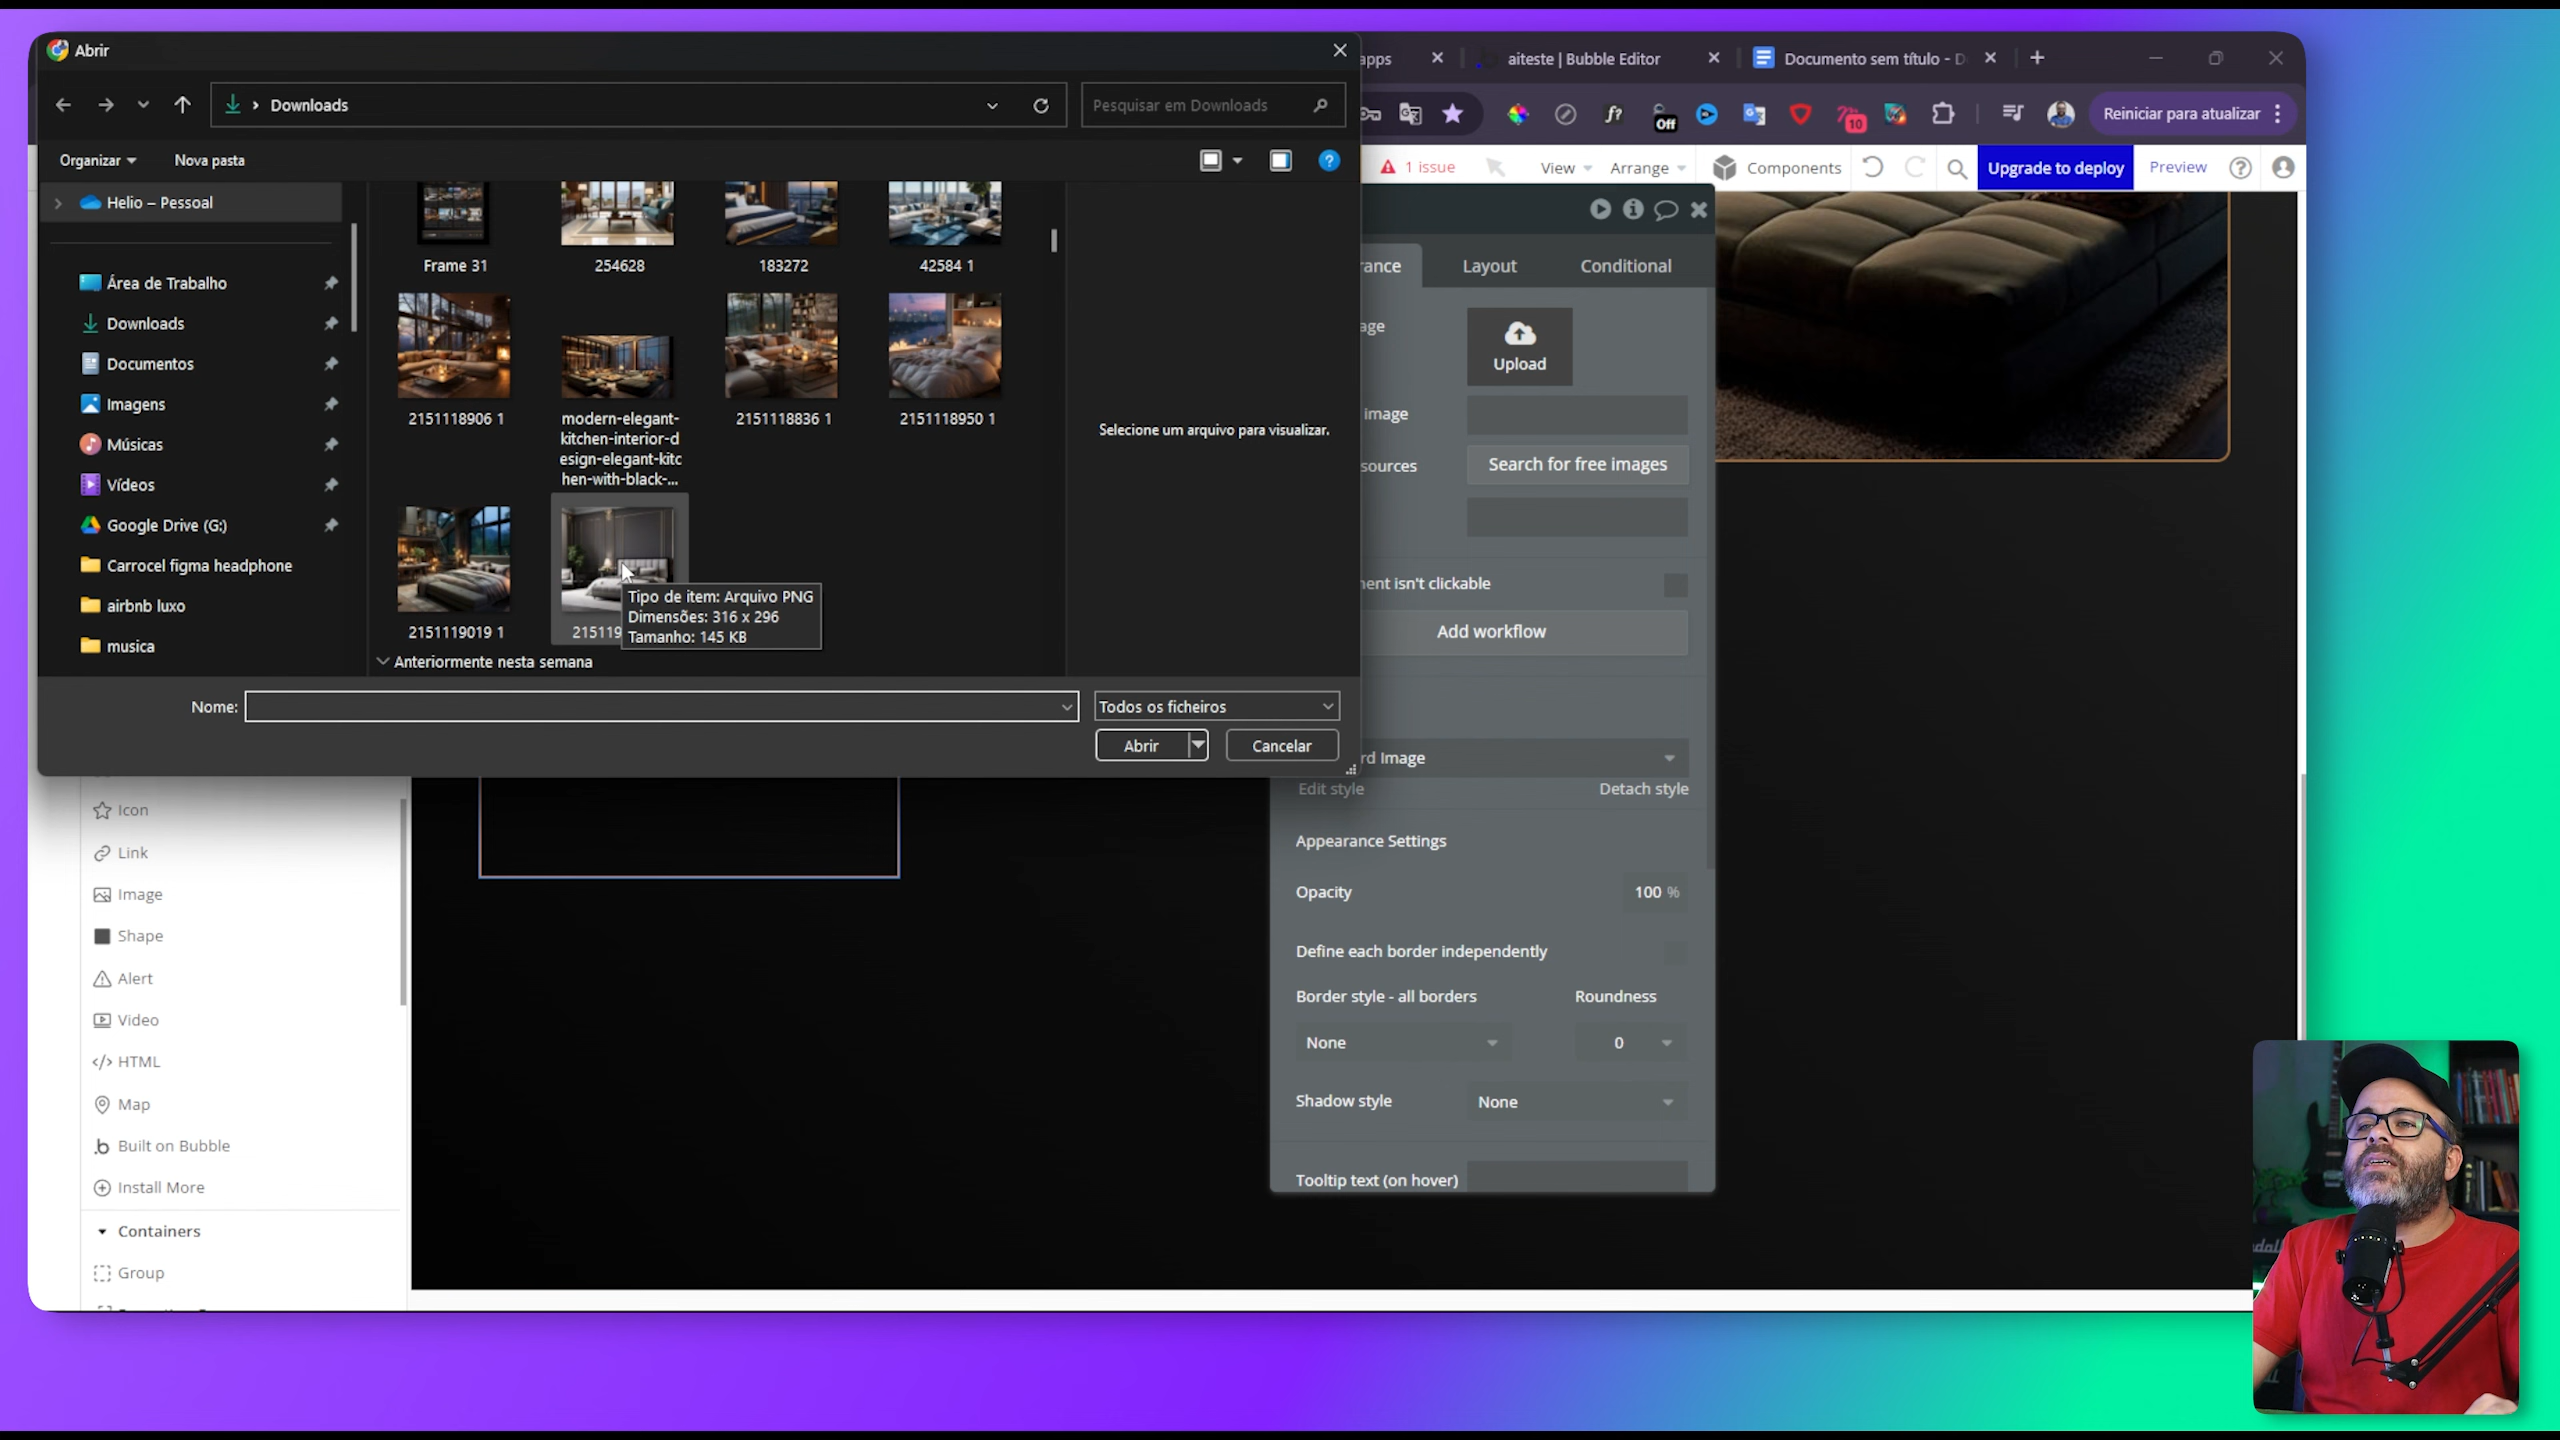 Abrir
apps
aiteste | Bubble Editor
Documento sem título - D
Downloads
Pesquisar em Downloads
Off
10
Reiniciar para atualizar
Organizar
Nova pasta
1 issue
View
Arrange
Components
Upgrade to deploy
Preview
Helio – Pessoal
Área de Trabalho
Downloads
Documentos
Imagens
Músicas
Vídeos
Google Drive (G:)
Carrocel figma headphone
airbnb luxo
musica
Frame 31
254628
183272
42584 1
2151118906 1
modern-elegant-
kitchen-interior-d
esign-elegant-kitc
hen-with-black-...
2151118836 1
2151118950 1
2151119019 1
215119
Tipo de item: Arquivo PNG
Dimensões: 316 x 296
Tamanho: 145 KB
Anteriormente nesta semana
Selecione um arquivo para visualizar.
Nome:
Todos os ficheiros
Abrir
Cancelar
rance
Layout
Conditional
age
Upload
image
sources
Search for free images
ent isn't clickable
Add workflow
rd Image
Edit style
Detach style
Appearance Settings
Opacity
100 %
Define each border independently
Border style - all borders
Roundness
None
0
Shadow style
None
Tooltip text (on hover)
Icon
Link
Image
Shape
Alert
Video
HTML
Map
Built on Bubble
Install More
Containers
Group